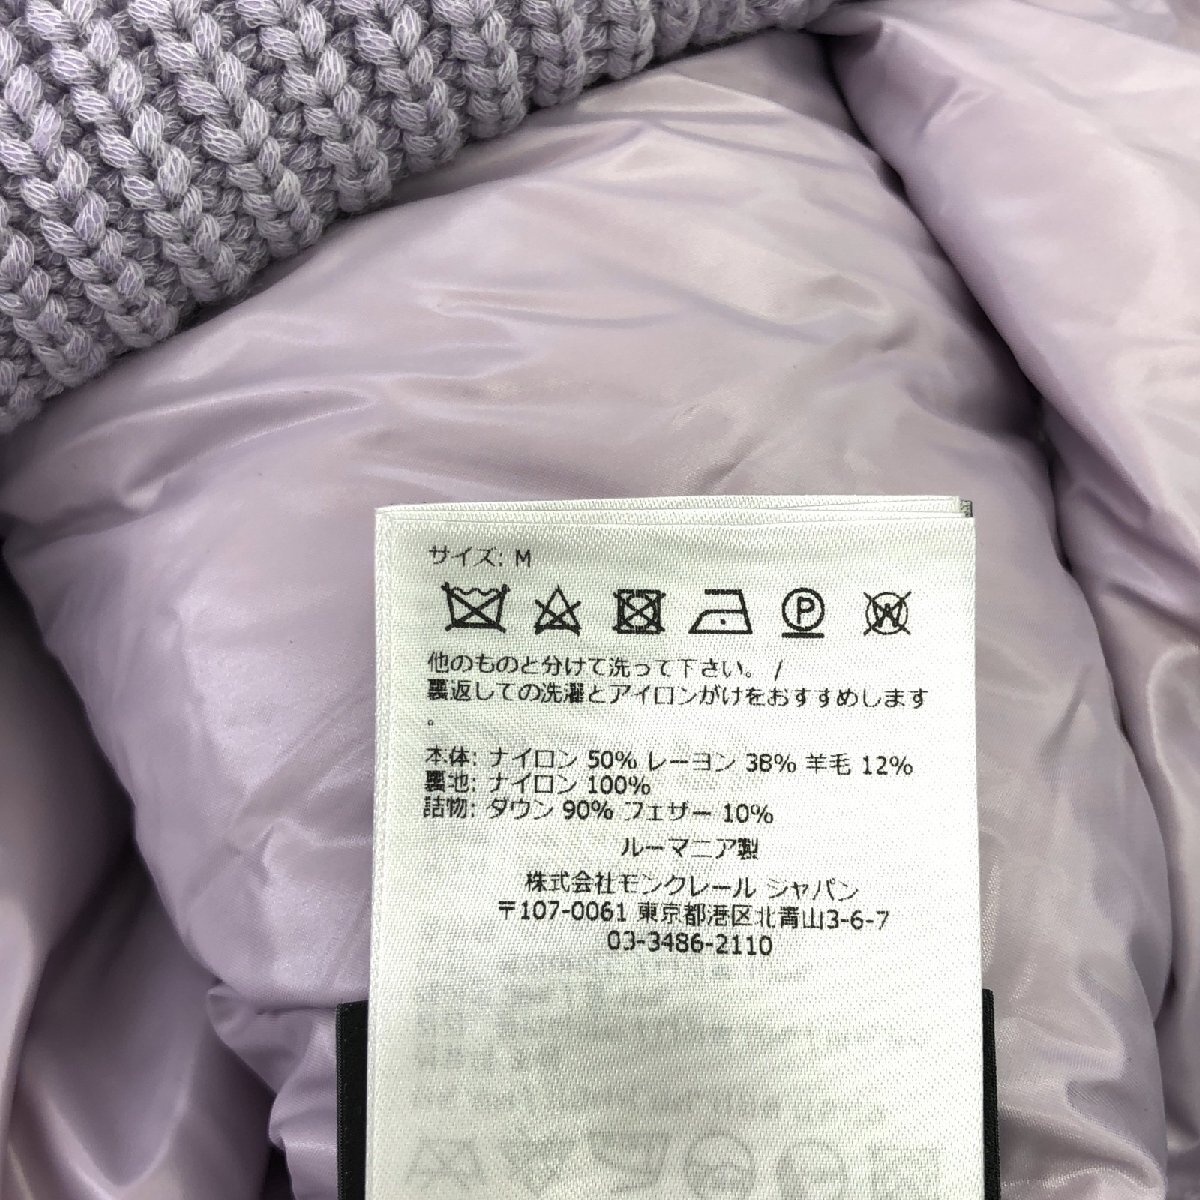 サイズ: M
P W
他のものと分けて洗って下さい。 /
裏返しての洗濯とアイロンがけをおすすめします
。
本体: ナイロン 50% レーヨン 38% 羊毛 12%
裏地: ナイロン 100%
詰物: ダウン 90% フェザー 10%
ルーマニア製
株式会社モンクレール ジャパン
〒107-0061 東京都港区北青山3-6-7
03-3486-2110